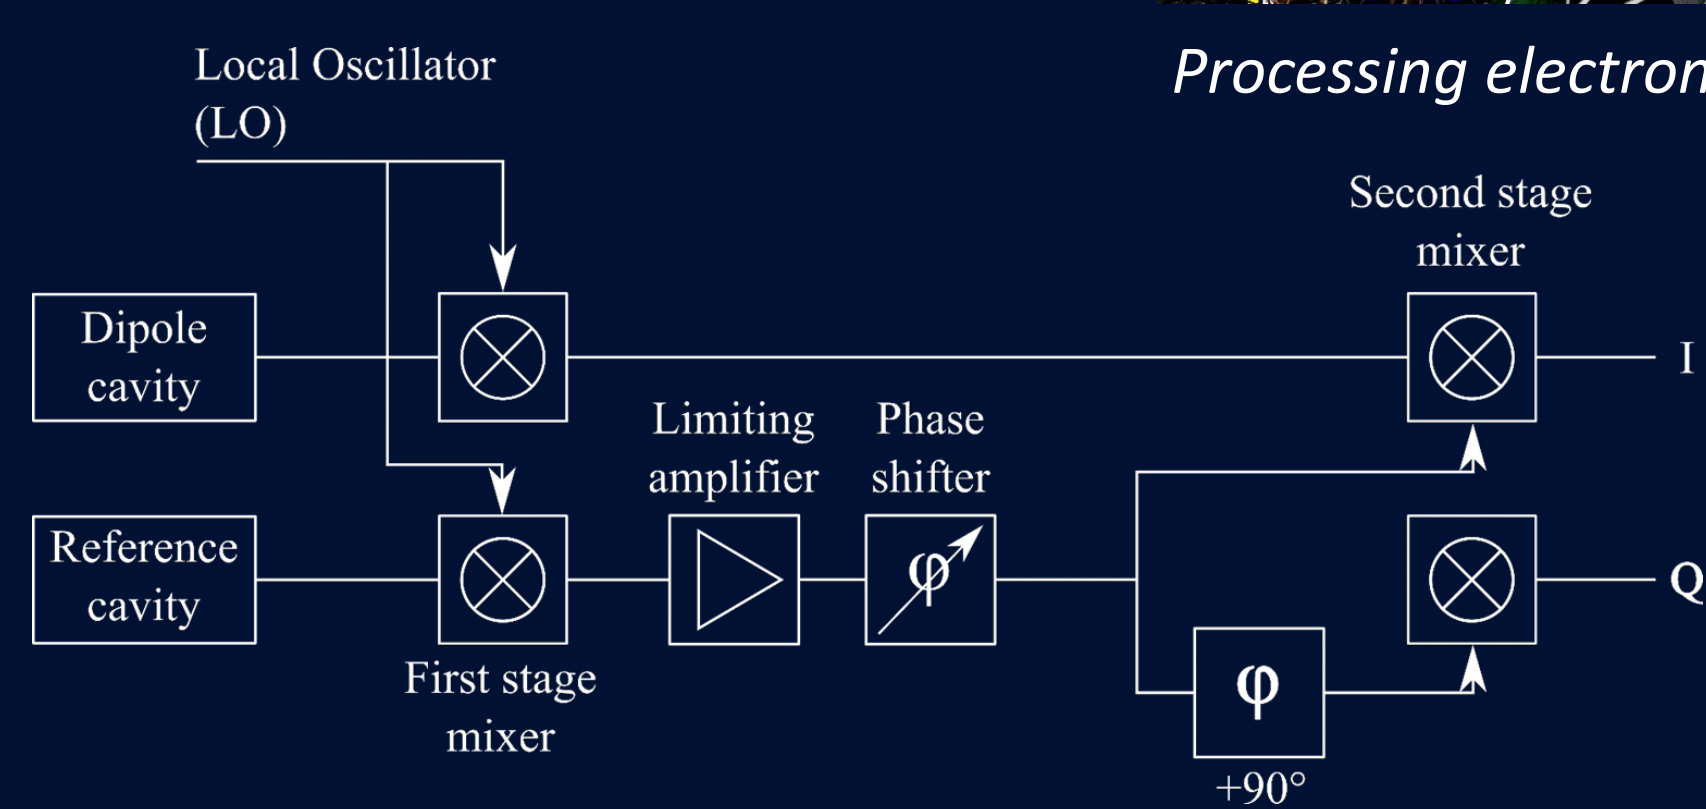 Processing electron
Local Oscillator
(LO)
Second stage
mixer
Dipole
cavity
I
Limiting
amplifier
Phase
shifter
φ
Reference
cavity
Q
First stage
mixer
φ
+90°